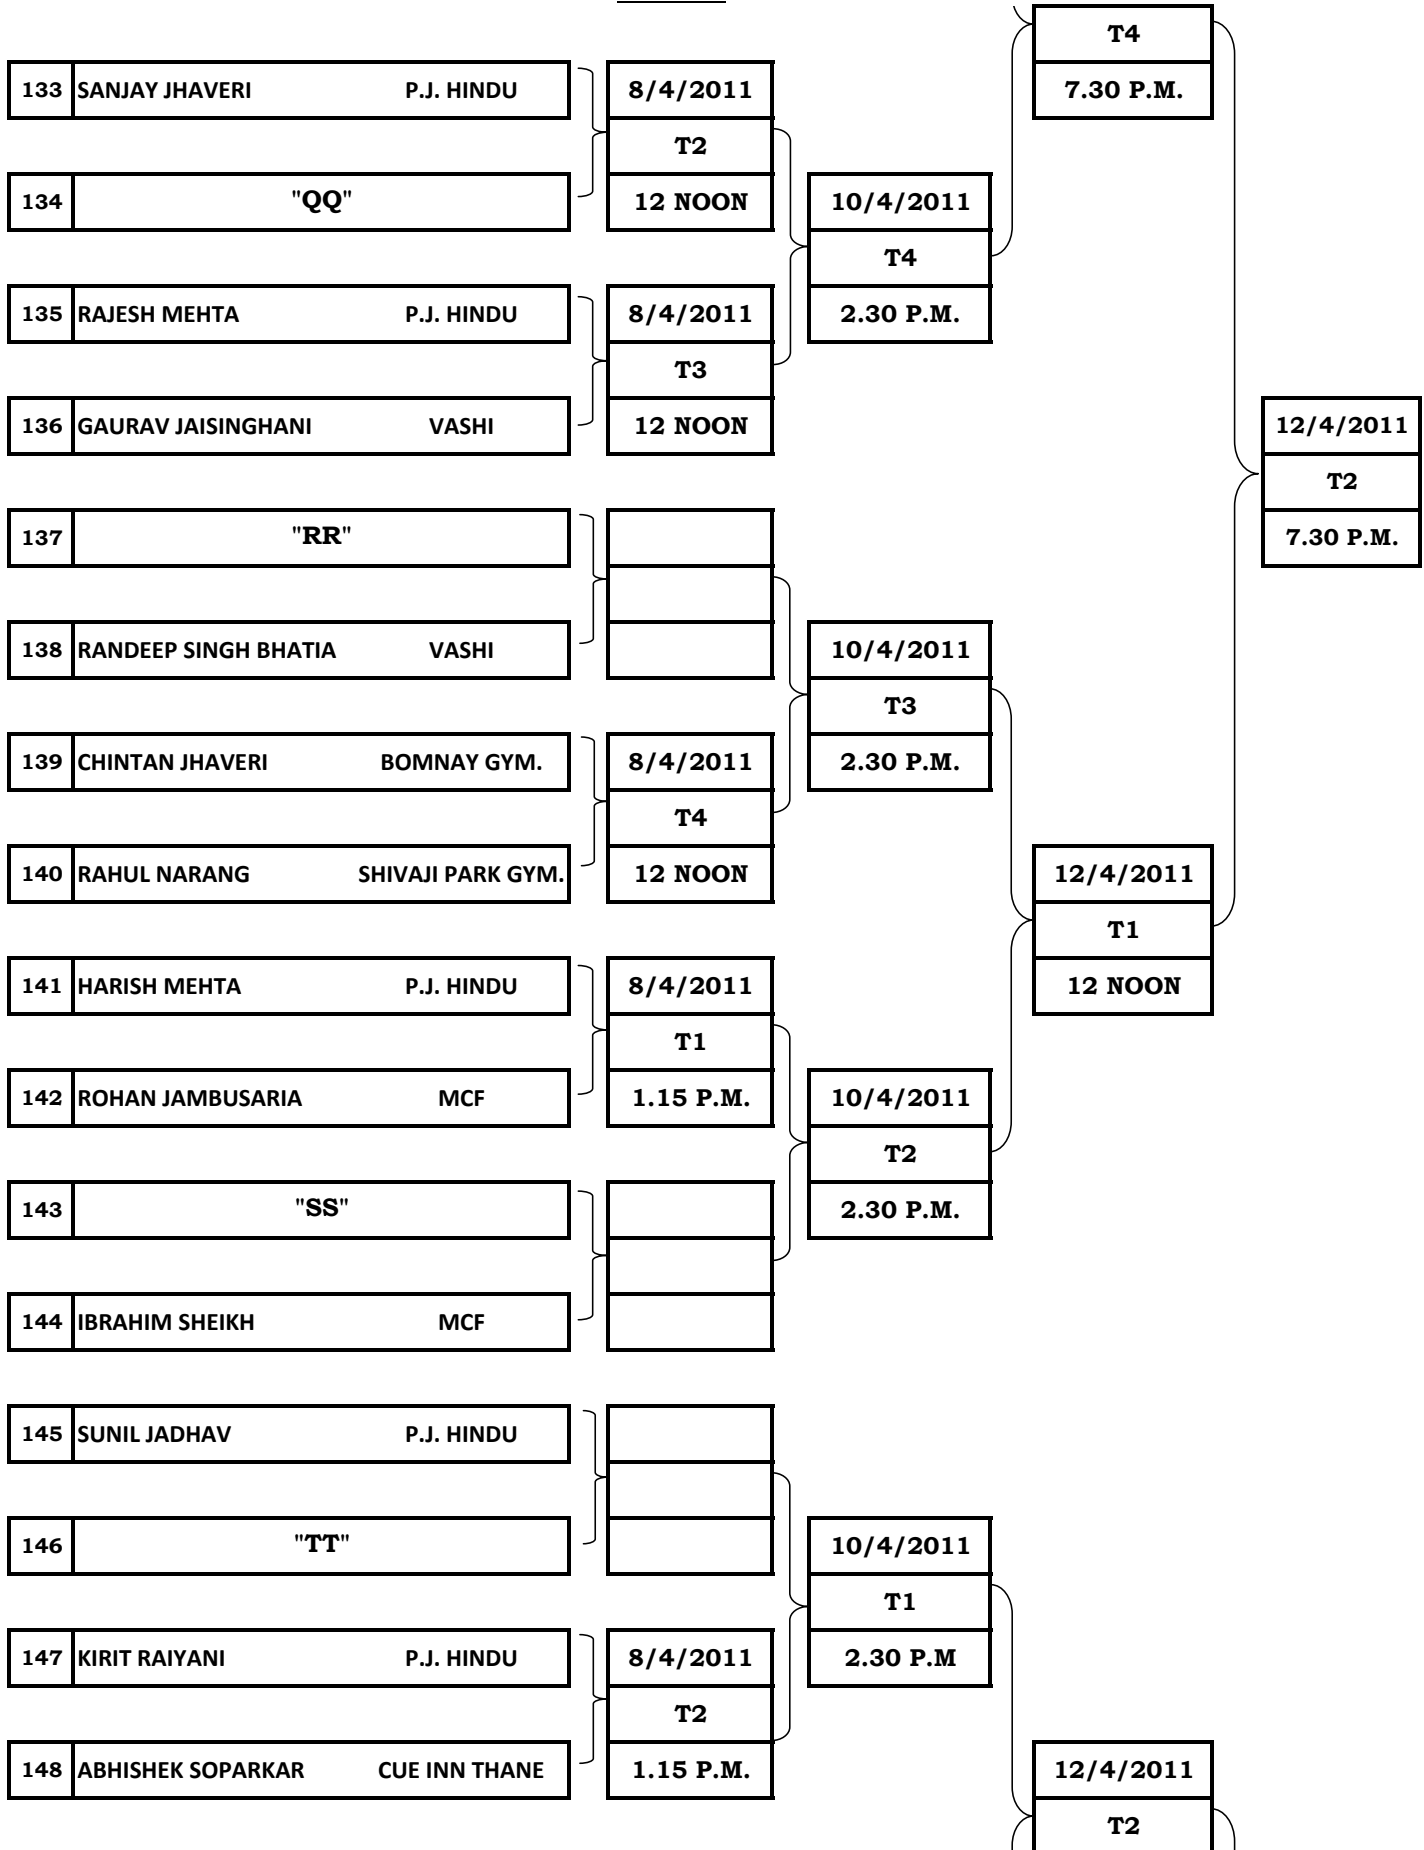 T4
133 SANJAY JHAVERI P.J. HINDU 8/4/2011 7.30 P.M.
T2
134 "QQ" 12 NOON 10/4/2011
T4
135 RAJESH MEHTA P.J. HINDU 8/4/2011 2.30 P.M.
T3
136 GAURAV JAISINGHANI VASHI 12 NOON 12/4/2011
T2
137 "RR" 7.30 P.M.
138 RANDEEP SINGH BHATIA VASHI 10/4/2011
T3
139 CHINTAN JHAVERI BOMNAY GYM. 8/4/2011 2.30 P.M.
T4
140 RAHUL NARANG SHIVAJI PARK GYM. 12 NOON 12/4/2011
T1
141 HARISH MEHTA P.J. HINDU 8/4/2011 12 NOON
T1
142 ROHAN JAMBUSARIA MCF 1.15 P.M. 10/4/2011
T2
143 "SS" 2.30 P.M.
144 IBRAHIM SHEIKH MCF
145 SUNIL JADHAV P.J. HINDU
146 "TT" 10/4/2011
T1
147 KIRIT RAIYANI P.J. HINDU 8/4/2011 2.30 P.M
T2
148 ABHISHEK SOPARKAR CUE INN THANE 1.15 P.M. 12/4/2011
T2